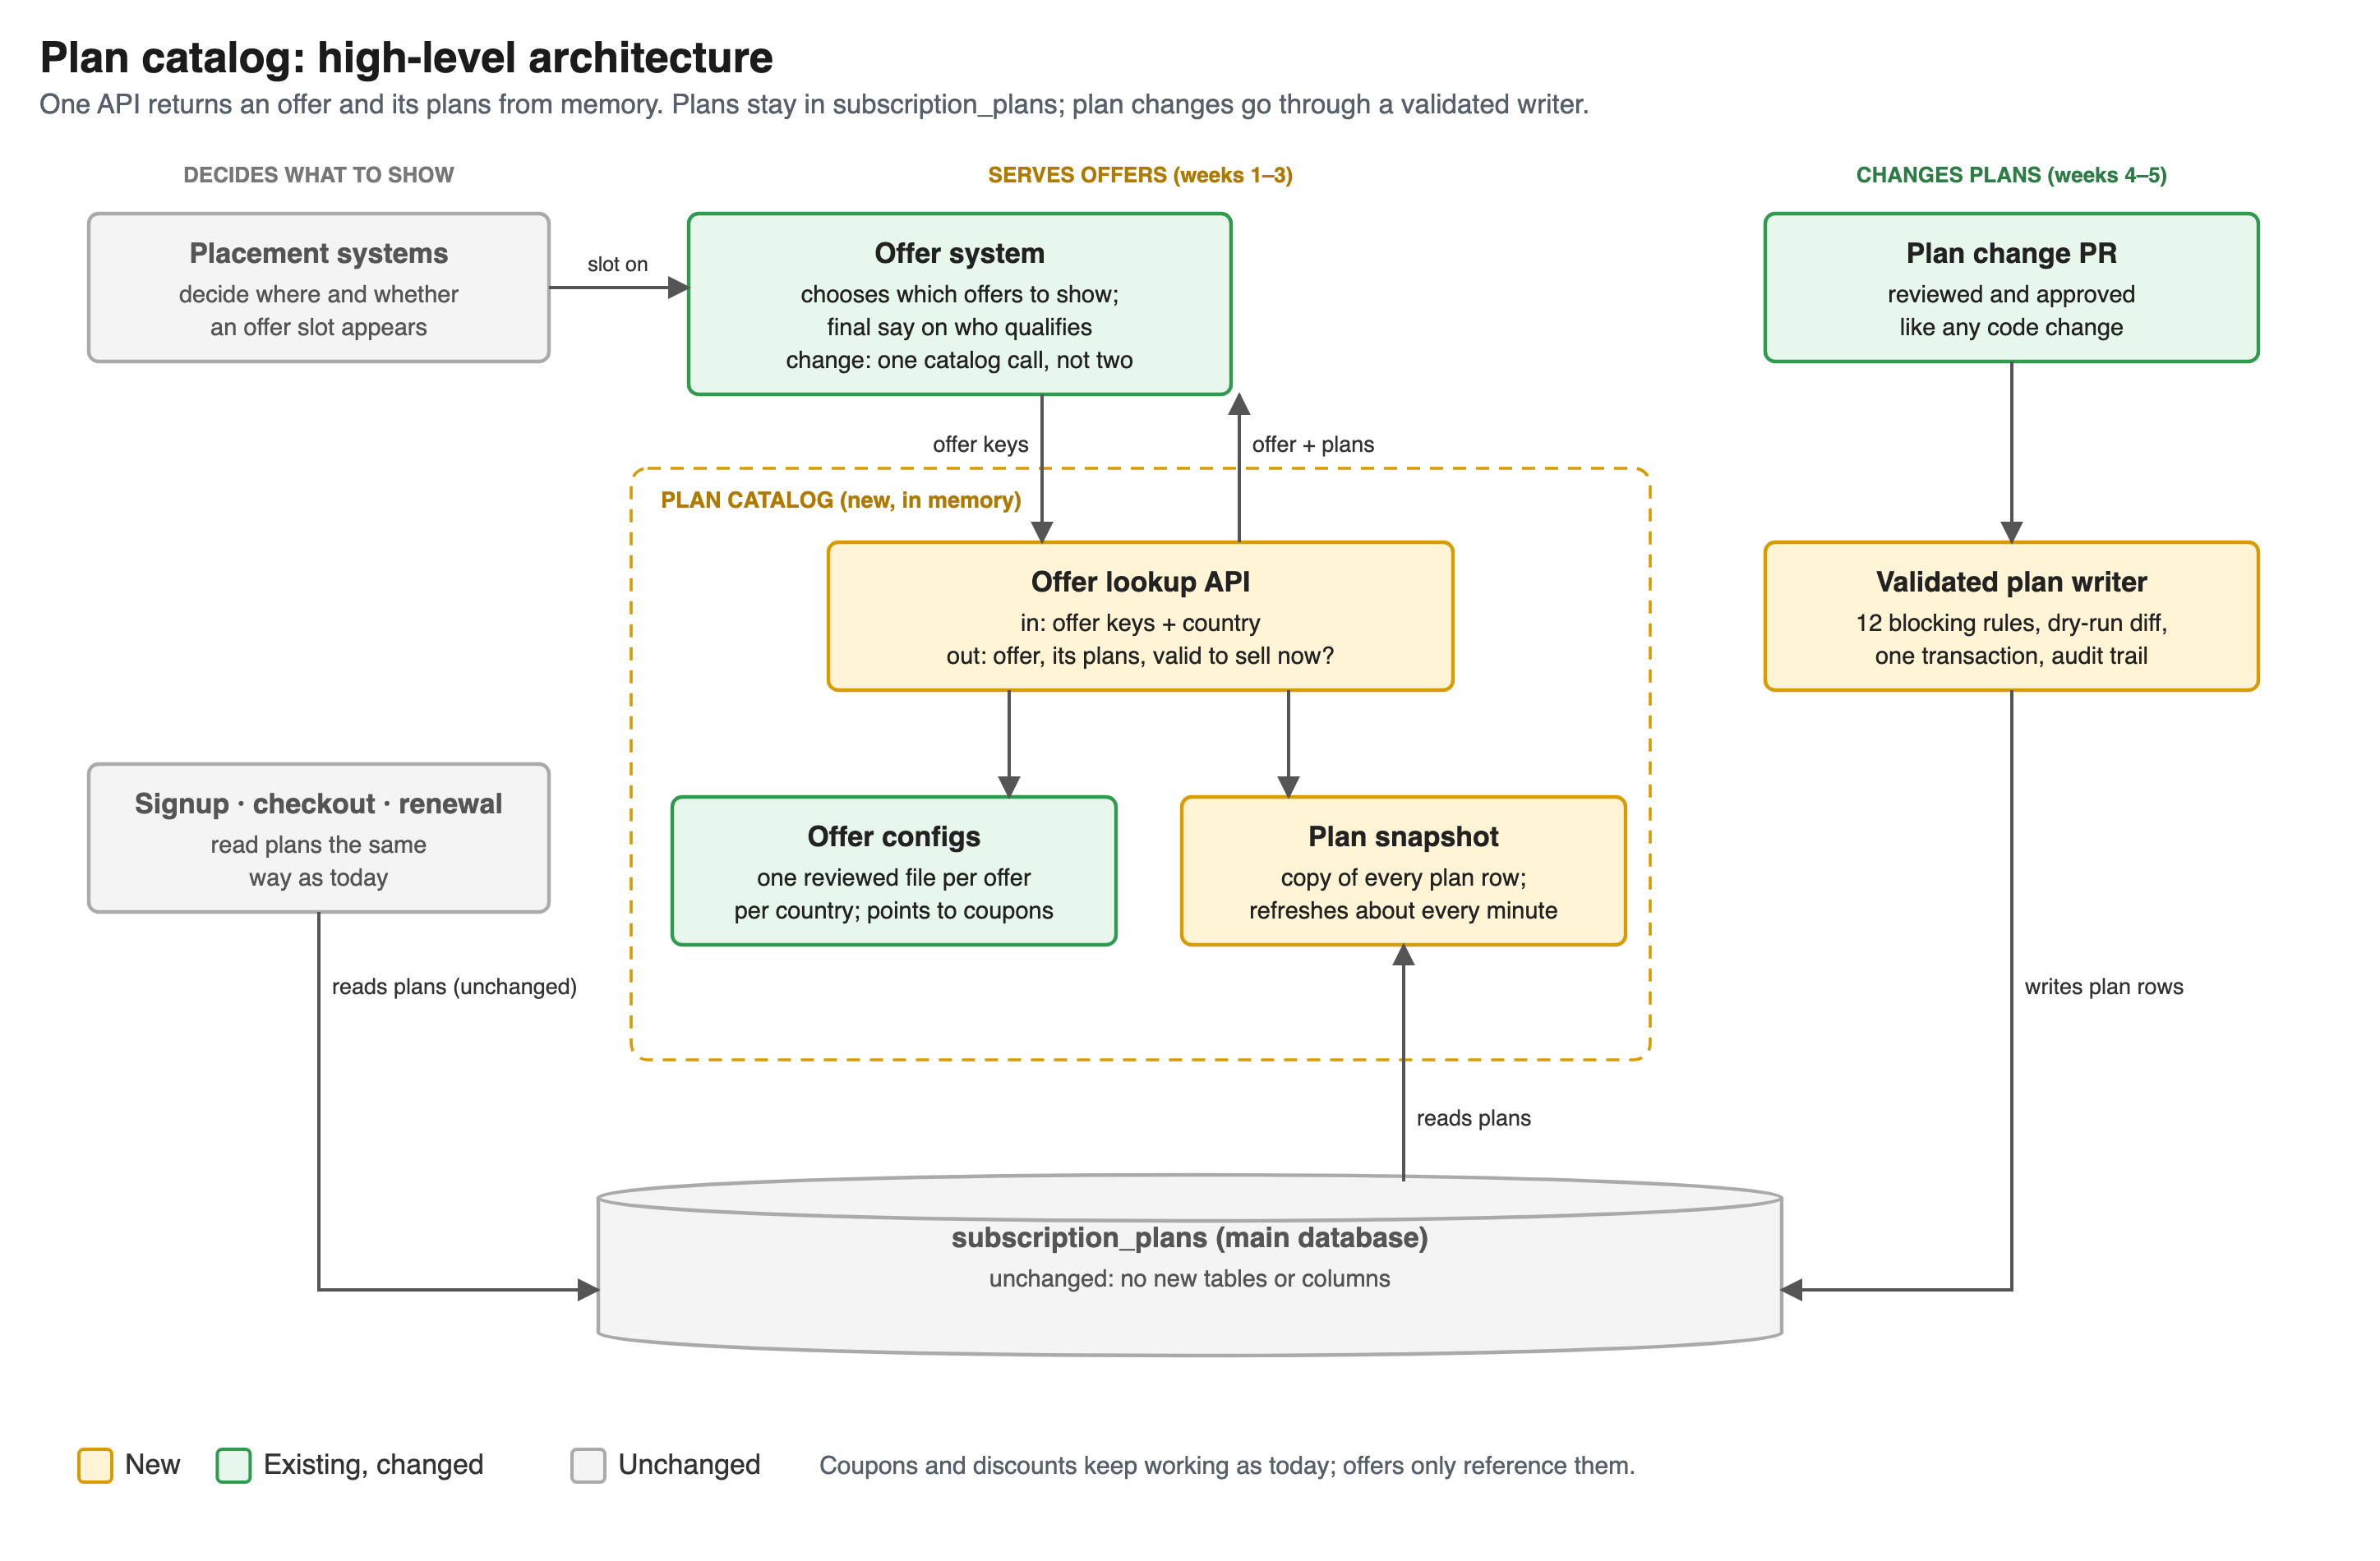 Plan catalog: high-level architecture
One API returns an offer and its plans from memory. Plans stay in subscription_plans; plan changes go through a validated writer.
DECIDES WHAT TO SHOW
SERVES OFFERS (weeks 1–3)
CHANGES PLANS (weeks 4–5)
Placement systems
decide where and whether
an offer slot appears
slot on
Offer system
chooses which offers to show;
final say on who qualifies
change: one catalog call, not two
Plan change PR
reviewed and approved
like any code change
offer keys
offer + plans
PLAN CATALOG (new, in memory)
Offer lookup API
in: offer keys + country
out: offer, its plans, valid to sell now?
Validated plan writer
12 blocking rules, dry-run diff,
one transaction, audit trail
Signup · checkout · renewal
read plans the same
way as today
Offer configs
one reviewed file per offer
per country; points to coupons
Plan snapshot
copy of every plan row;
refreshes about every minute
reads plans (unchanged)
writes plan rows
reads plans
subscription_plans (main database)
unchanged: no new tables or columns
New
Existing, changed
Unchanged
Coupons and discounts keep working as today; offers only reference them.